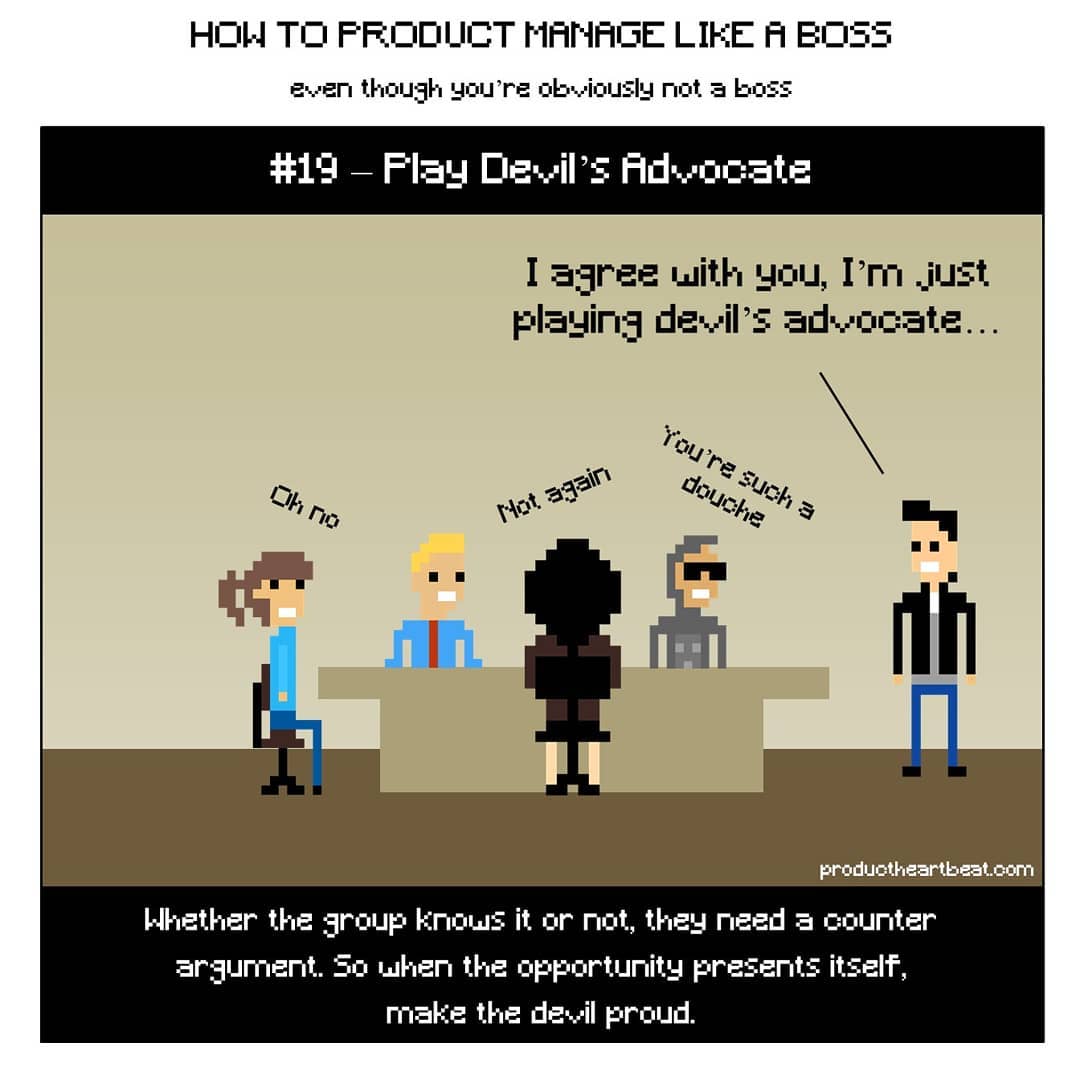 HOW TO PRODUCT MANAGE LIKE A BOSS
even though you're obviously not a boss
#19 – Play Devil's Advocate
I agree with you, I'm just
playing devil's advocate...
Oh no
Not again
You're such a
douche
productheartbeat.com
Whether the group knows it or not, they need a counter
argument. So when the opportunity presents itself,
make the devil proud.